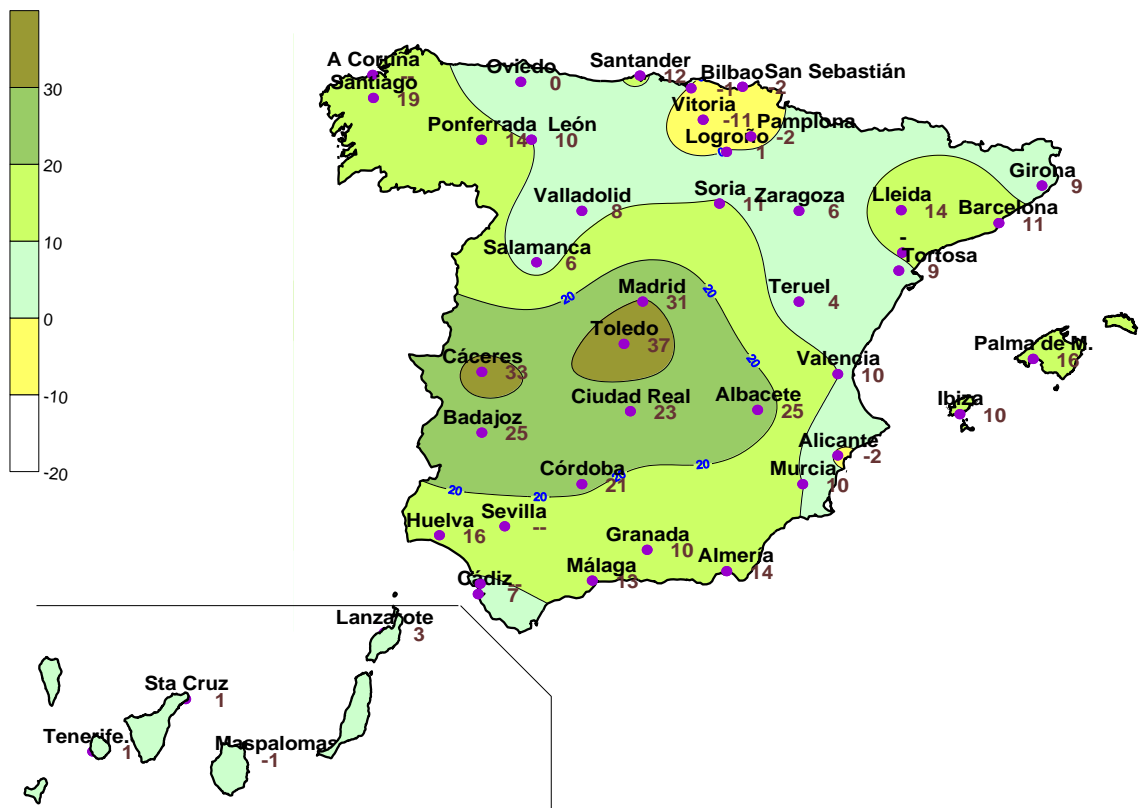 30
20
10
0
-10
-20
A Coruña --
Santiago 19
Oviedo 0
Santander 12
Bilbao -1
San Sebastián -2
Vitoria -11
Pamplona -2
Logroño 1
0
Ponferrada 14
León 10
Valladolid 8
Soria 11
Zaragoza 6
Lleida 14
Girona 9
Barcelona 11
-
Tortosa 9
Salamanca 6
20
20
20
Madrid 31
Teruel 4
Toledo 37
Cáceres 33
Valencia 10
Palma de M. 16
Ibiza 10
Ciudad Real 23
Albacete 25
Badajoz 25
Alicante -2
Murcia 10
Córdoba 21
20
20
20
20
Huelva 16
Sevilla --
Granada 10
Almería 14
Málaga 13
Cádiz --
7
Lanzarote 3
Sta Cruz 1
Tenerife. 1
Maspalomas -1